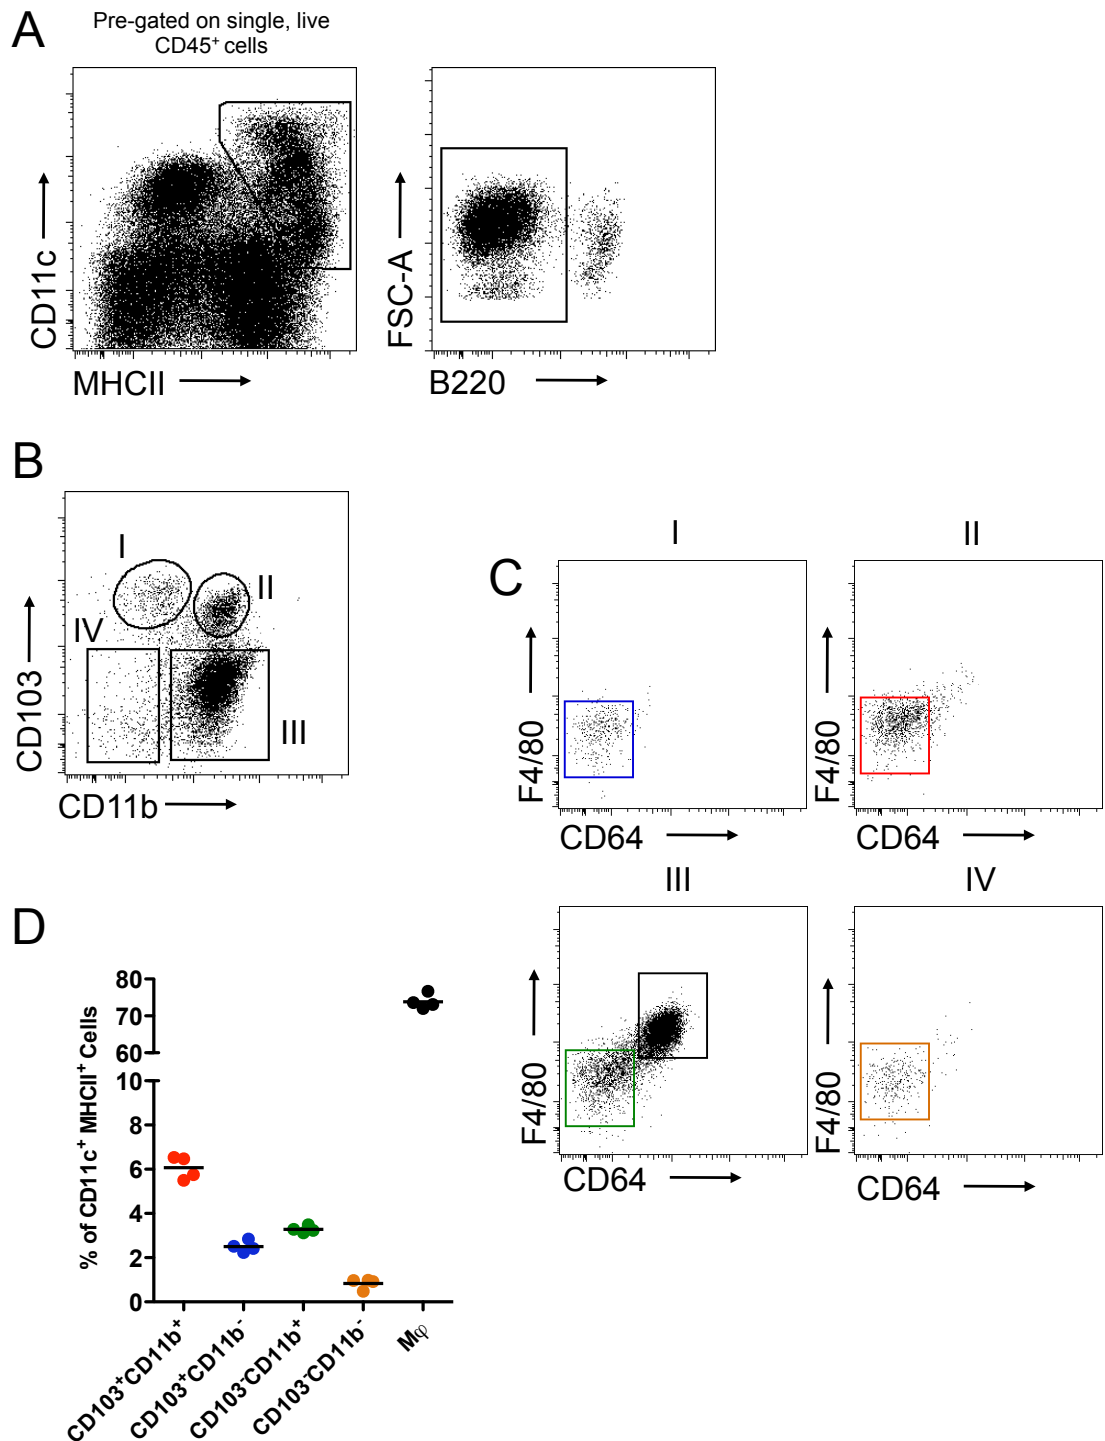 A
Pre-gated on single, live
CD45⁺ cells
CD11c
MHCII
FSC-A
B220
B
I
II
IV
III
CD103
CD11b
C
I
II
F4/80
CD64
F4/80
CD64
III
IV
F4/80
CD64
F4/80
CD64
D
% of CD11c⁺ MHCII⁺ Cells
80
70
60
10
8
6
4
2
0
CD103⁺CD11b⁺
CD103⁺CD11b⁻
CD103⁻CD11b⁺
CD103⁻CD11b⁻
Mφ